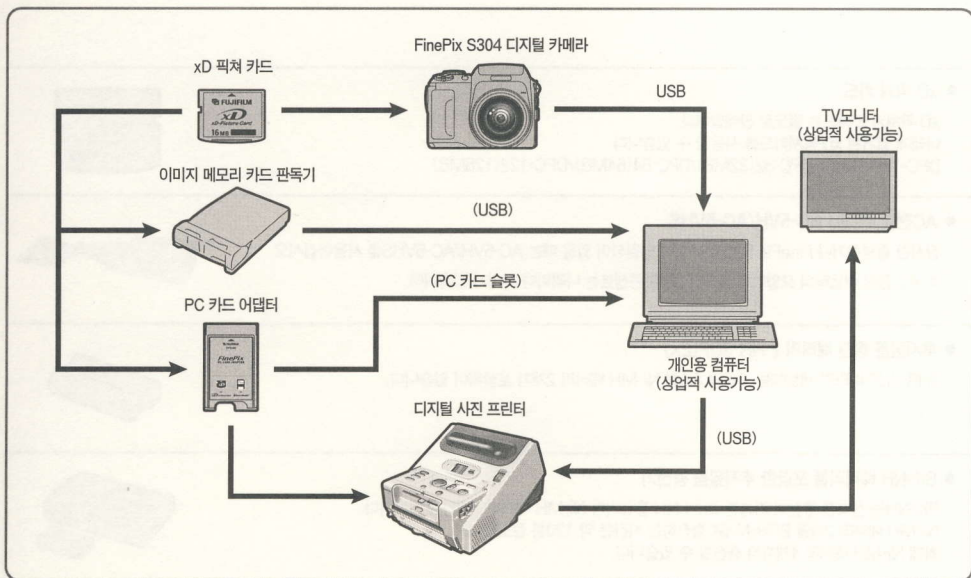 FinePix S304 디지털 카메라
xD 픽쳐 카드
USB
TV모니터
(상업적 사용가능)
FUJIFILM
xD
xD-Picture Card
16MB
이미지 메모리 카드 판독기
(USB)
(PC 카드 슬롯)
PC 카드 어댑터
FinePix
개인용 컴퓨터
(상업적 사용가능)
디지털 사진 프린터
(USB)